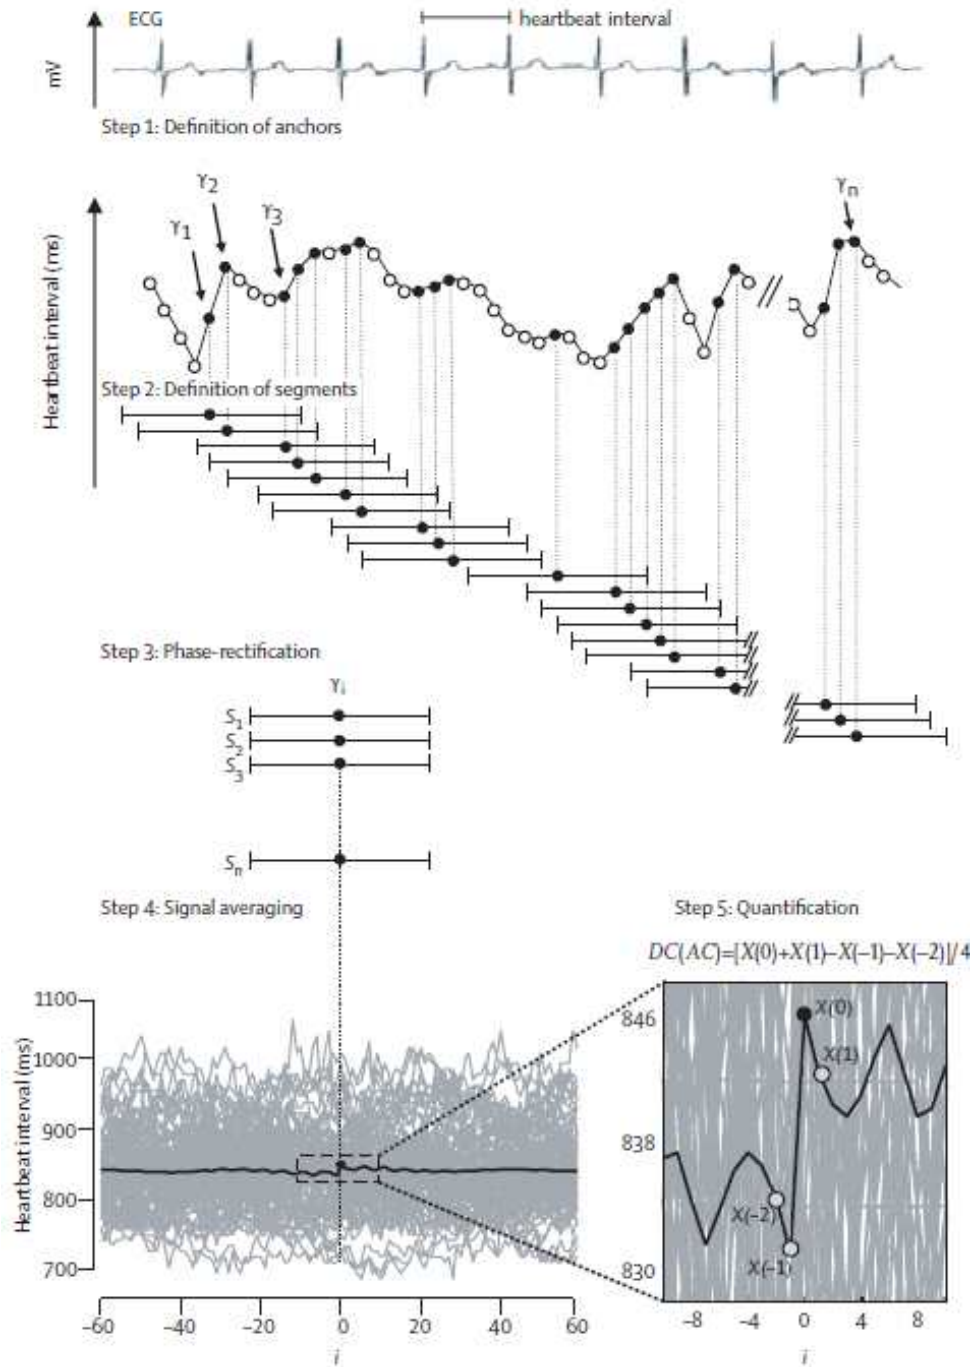 ECG
heartbeat interval
mV
Step 1: Definition of anchors
γ1
γ2
γ3
γn
Heartbeat interval (ms)
Step 2: Definition of segments
Step 3: Phase-rectification
γi
S1
S2
S3
Sn
Step 4: Signal averaging
Step 5: Quantification
DC(AC)=[X(0)+X(1)–X(–1)–X(–2)]/4
Heartbeat interval (ms)
1100
1000
900
800
700
–60 –40 –20 0 20 40 60
i
846
838
830
X(0)
X(1)
X(–2)
X(–1)
–8 –4 0 4 8
i